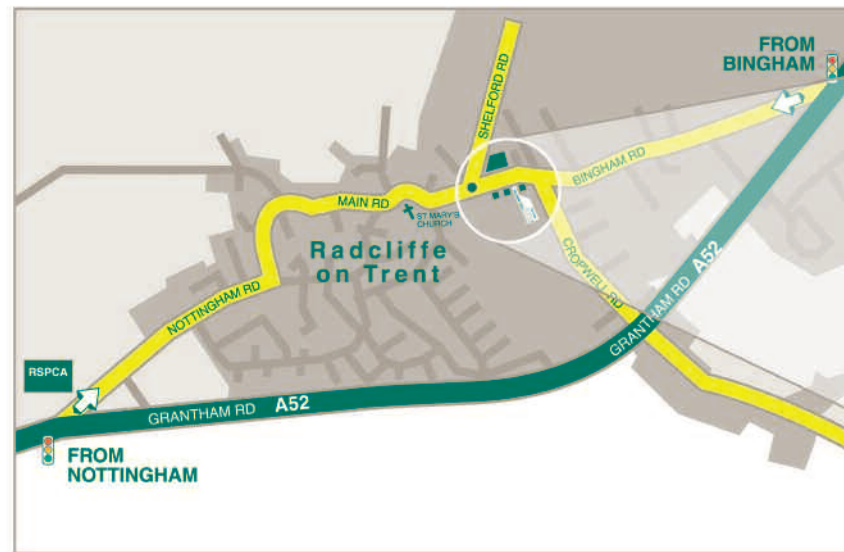 FROM
BINGHAM
SHELFORD RD
BINGHAM RD
MAIN RD
ST MARY'S
CHURCH
Radcliffe
on Trent
CROPWELL RD
GRANTHAM RD A52
NOTTINGHAM RD
RSPCA
GRANTHAM RD A52
FROM
NOTTINGHAM